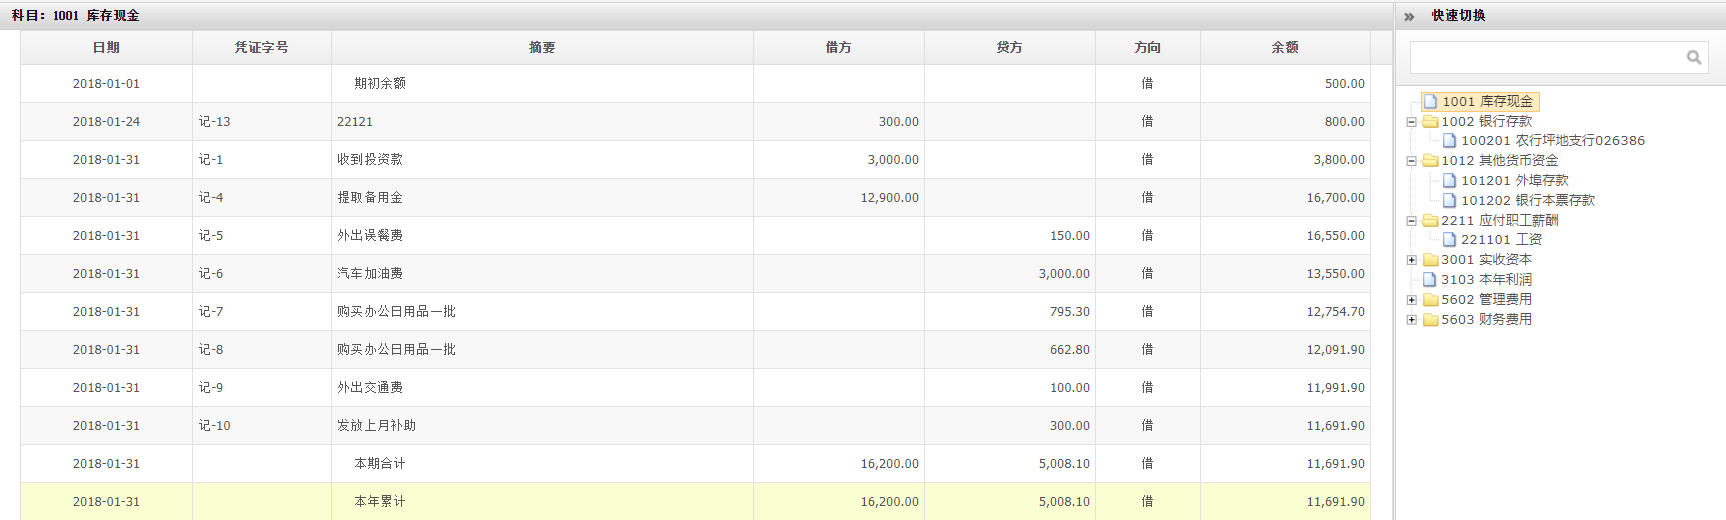 科目：1001 库存现金
日期 凭证字号 摘要 借方 贷方 方向 余额
2018-01-01 期初余额 借 500.00
2018-01-24 记-13 22121 300.00 借 800.00
2018-01-31 记-1 收到投资款 3,000.00 借 3,800.00
2018-01-31 记-4 提取备用金 12,900.00 借 16,700.00
2018-01-31 记-5 外出误餐费 150.00 借 16,550.00
2018-01-31 记-6 汽车加油费 3,000.00 借 13,550.00
2018-01-31 记-7 购买办公日用品一批 795.30 借 12,754.70
2018-01-31 记-8 购买办公日用品一批 662.80 借 12,091.90
2018-01-31 记-9 外出交通费 100.00 借 11,991.90
2018-01-31 记-10 发放上月补助 300.00 借 11,691.90
2018-01-31 本期合计 16,200.00 5,008.10 借 11,691.90
2018-01-31 本年累计 16,200.00 5,008.10 借 11,691.90
快速切换
1001 库存现金
1002 银行存款
100201 农行坪地支行026386
1012 其他货币资金
101201 外埠存款
101202 银行本票存款
2211 应付职工薪酬
221101 工资
3001 实收资本
3103 本年利润
5602 管理费用
5603 财务费用